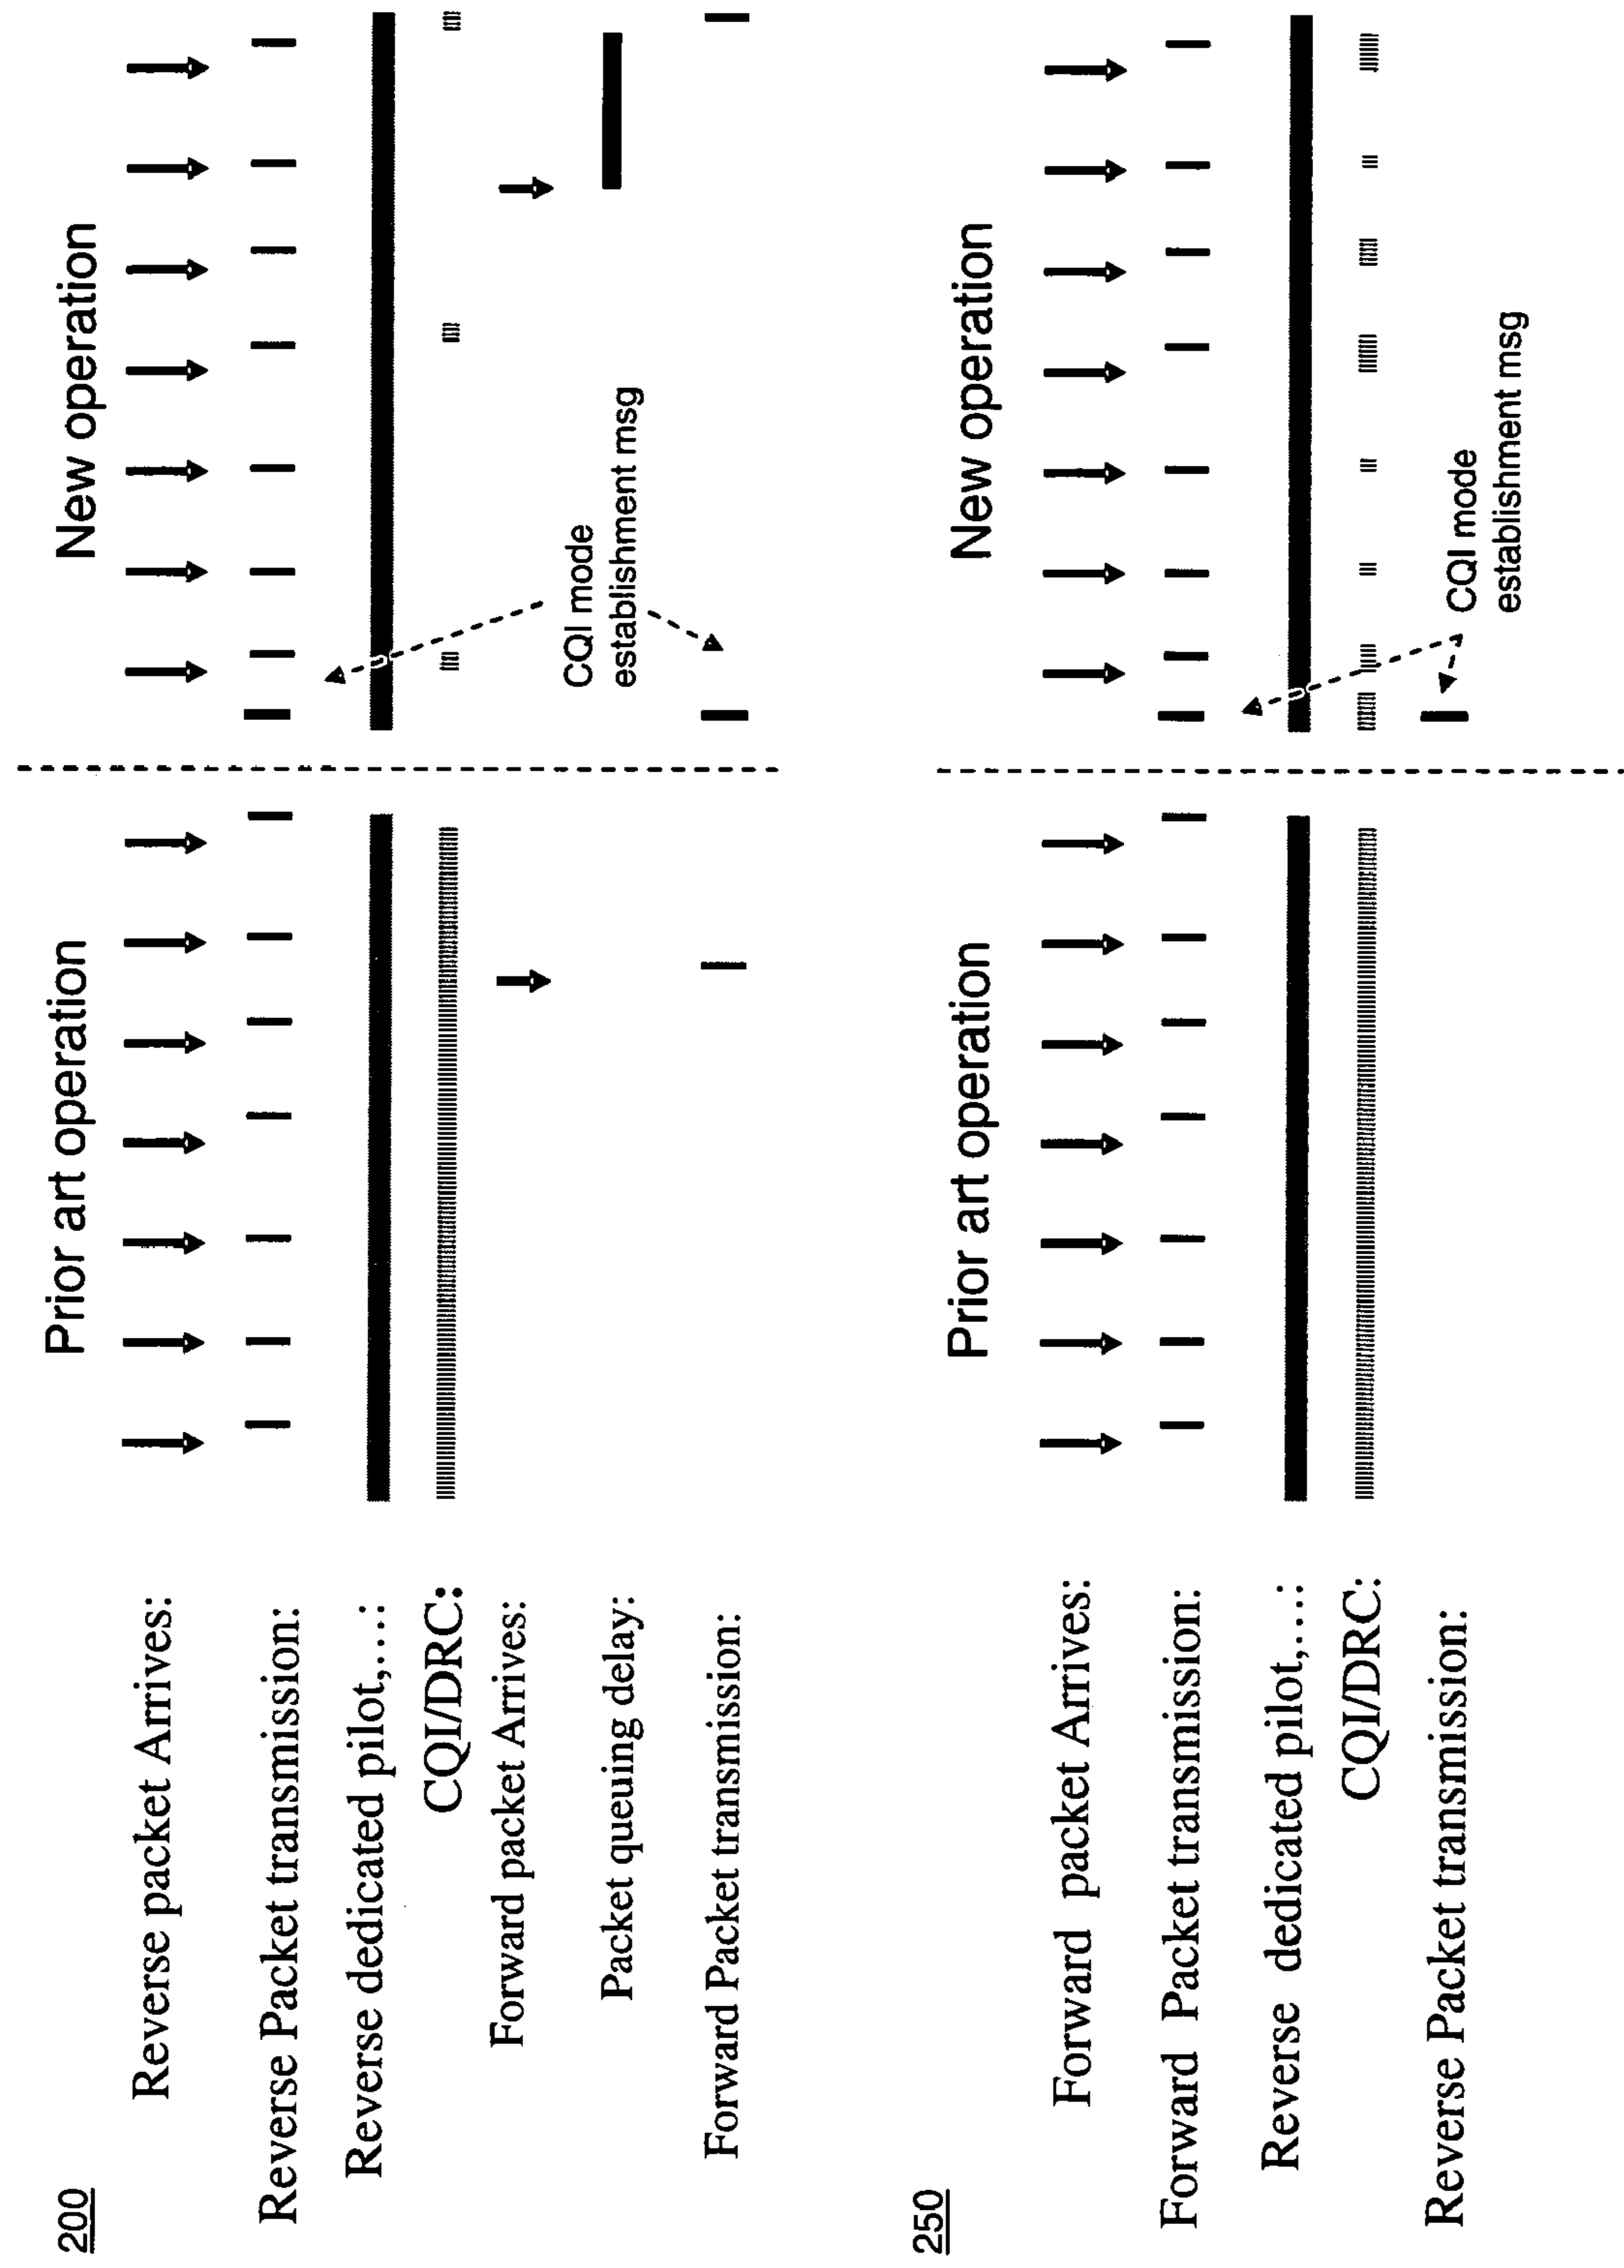 200
Prior art operation
New operation
Reverse packet Arrives:
Reverse Packet transmission:
Reverse dedicated pilot,...:
CQI/DRC:
Forward packet Arrives:
CQI mode
establishment msg
Packet queuing delay:
Forward Packet transmission:
250
Prior art operation
New operation
Forward packet Arrives:
Forward Packet transmission:
Reverse dedicated pilot,...:
CQI/DRC:
Reverse Packet transmission:
CQI mode
establishment msg